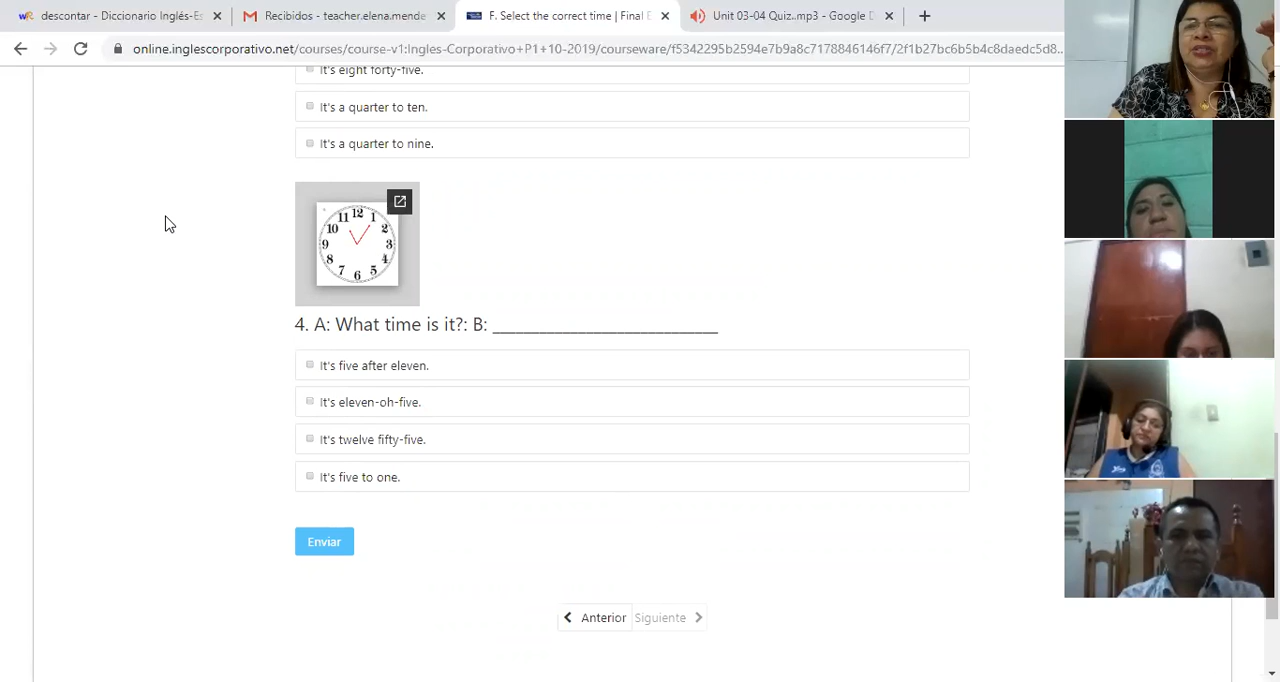 descontar - Diccionario Inglés-Es
Recibidos - teacher.elena.mende
F. Select the correct time | Final E
Unit 03-04 Quiz..mp3 - Google D
online.inglescorporativo.net/courses/course-v1:Ingles-Corporativo+P1+10-2019/courseware/f5342295b2594e7b9a8c7178846146f7/2f1b27bc6b5b4c8daedc5d8...
It's eight forty-five.
It's a quarter to ten.
It's a quarter to nine.
11 12 1
10 2
9 3
8 4
7 6 5
4. A: What time is it?: B: ____________________________
It's five after eleven.
It's eleven-oh-five.
It's twelve fifty-five.
It's five to one.
Enviar
Anterior Siguiente